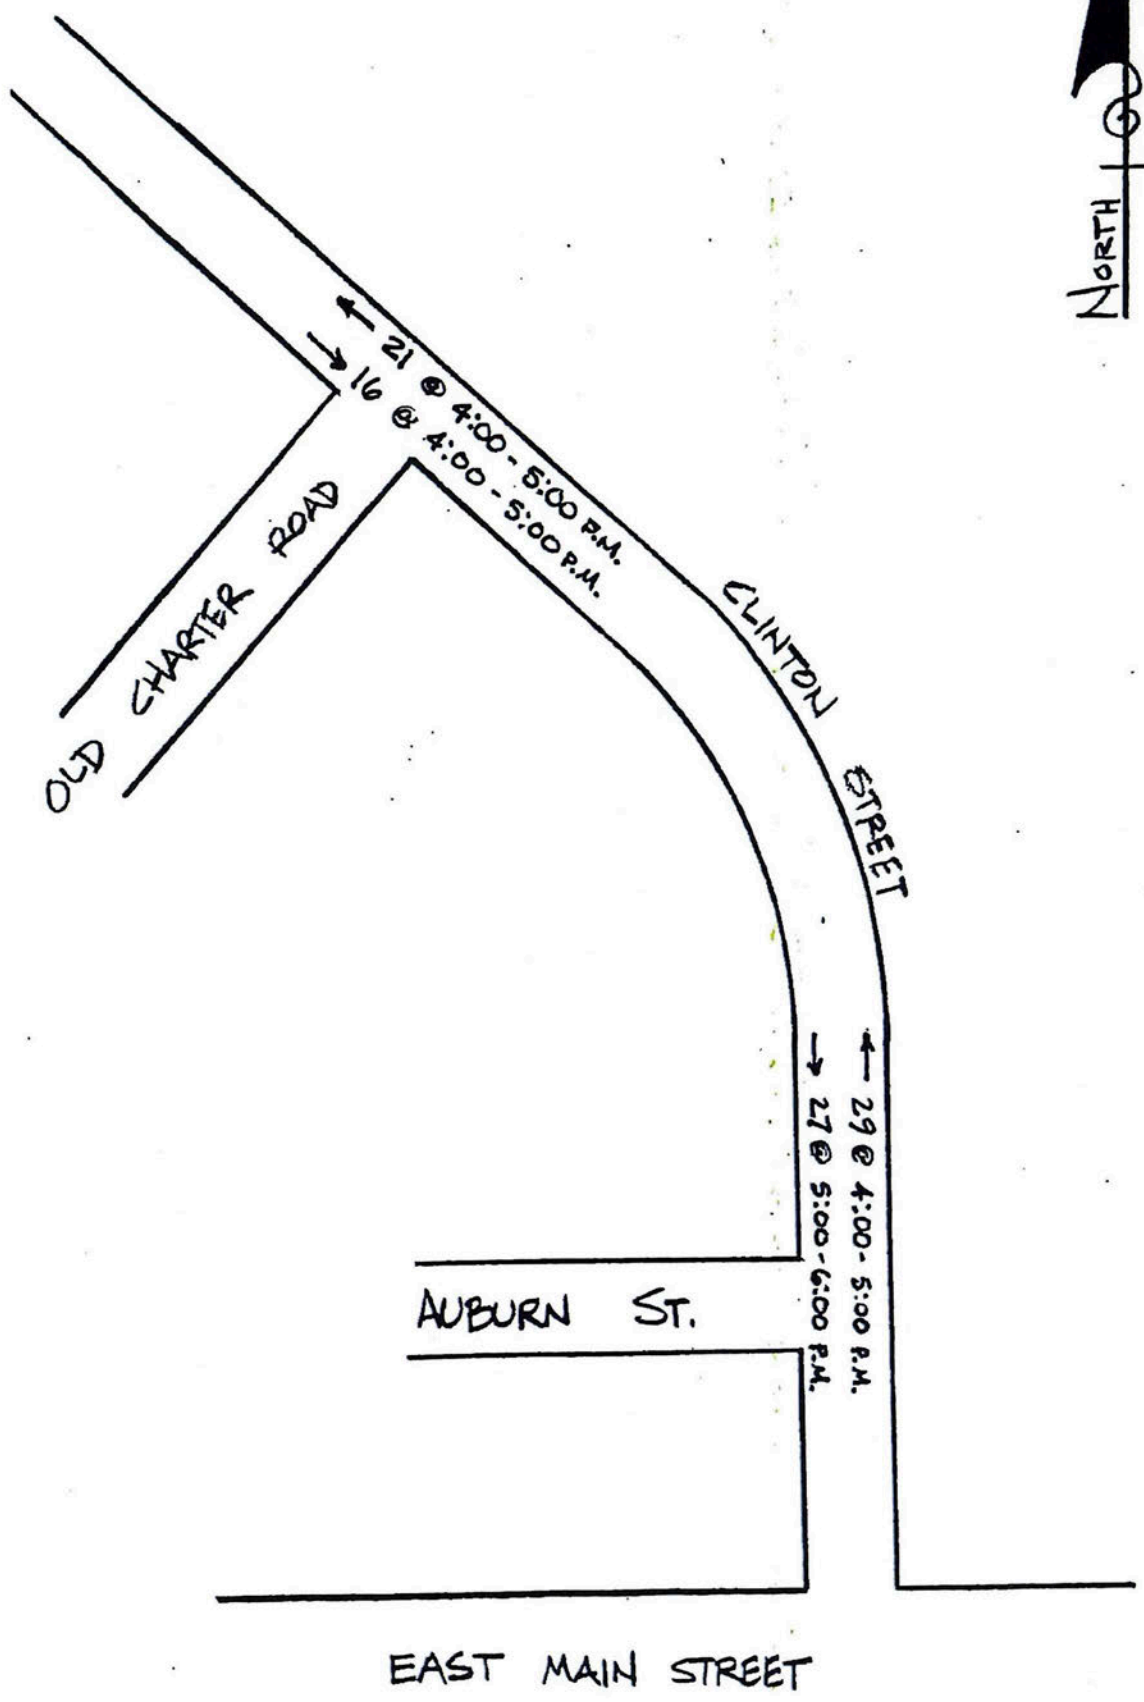 NORTH
21 @ 4:00 - 5:00 P.M.
16 @ 4:00 - 5:00 P.M.
OLD CHARTER ROAD
CLINTON STREET
29 @ 4:00 - 5:00 P.M.
27 @ 5:00 - 6:00 P.M.
AUBURN ST.
EAST MAIN STREET